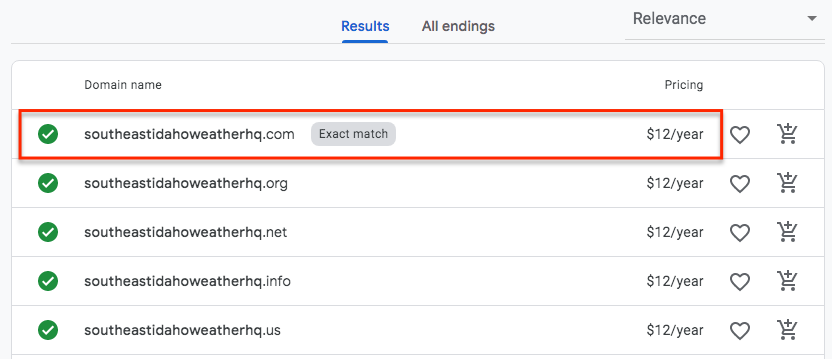 Results All endings Relevance
Domain name Pricing
southeastidahoweatherhq.com Exact match $12/year
southeastidahoweatherhq.org $12/year
southeastidahoweatherhq.net $12/year
southeastidahoweatherhq.info $12/year
southeastidahoweatherhq.us $12/year